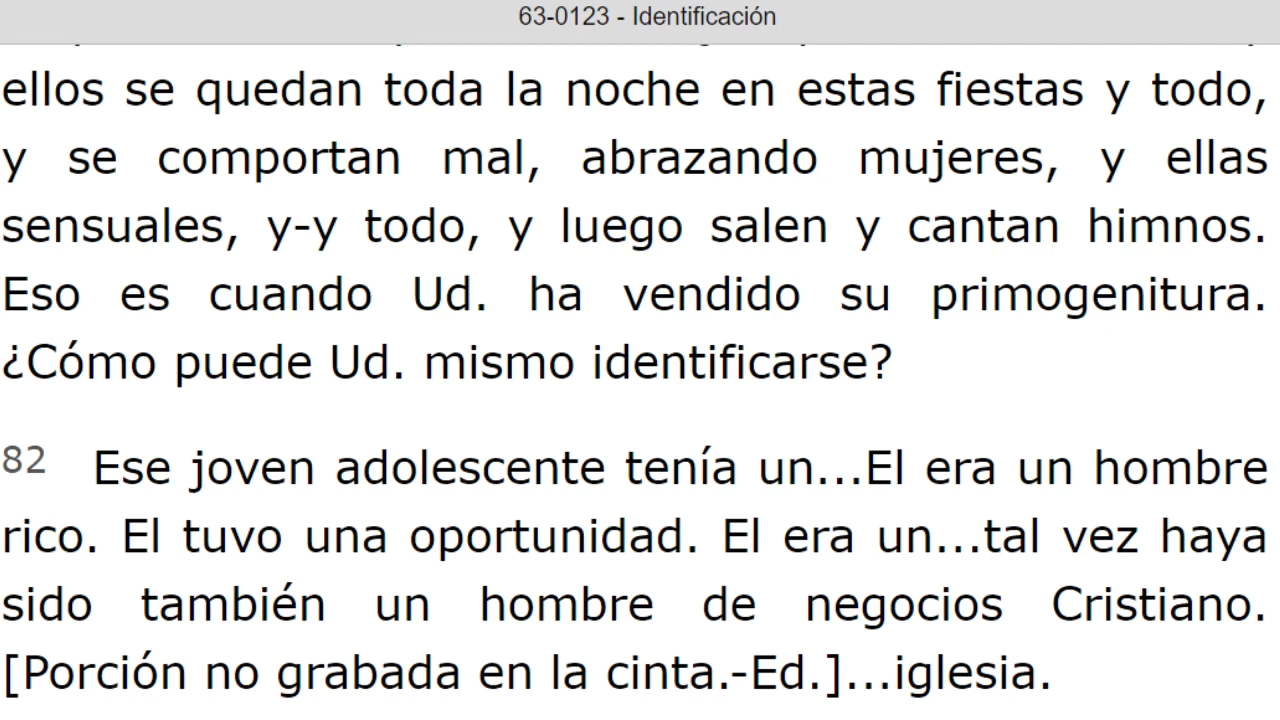 63-0123 - Identificación
ellos se quedan toda la noche en estas fiestas y todo,
y se comportan mal, abrazando mujeres, y ellas
sensuales, y-y todo, y luego salen y cantan himnos.
Eso es cuando Ud. ha vendido su primogenitura.
¿Cómo puede Ud. mismo identificarse?
82 Ese joven adolescente tenía un...El era un hombre
rico. El tuvo una oportunidad. El era un...tal vez haya
sido también un hombre de negocios Cristiano.
[Porción no grabada en la cinta.-Ed.]...iglesia.